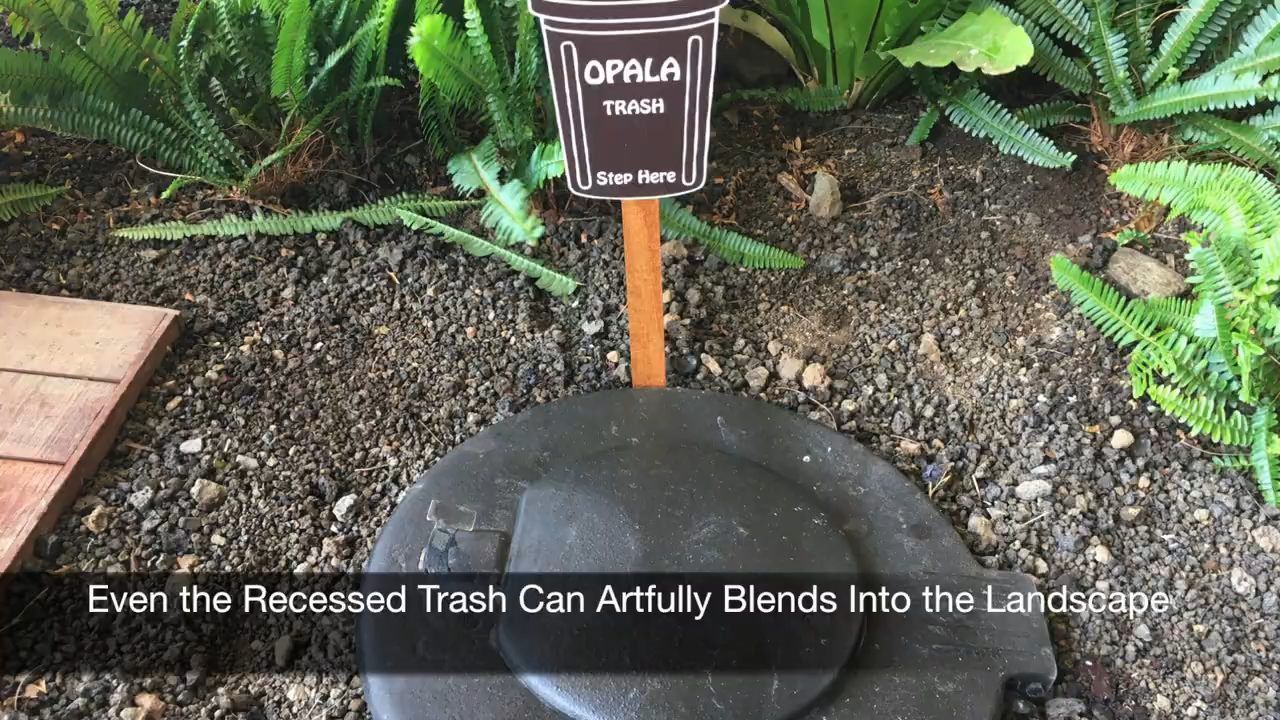 OPALA
TRASH
Step Here
Even the Recessed Trash Can Artfully Blends Into the Landscape